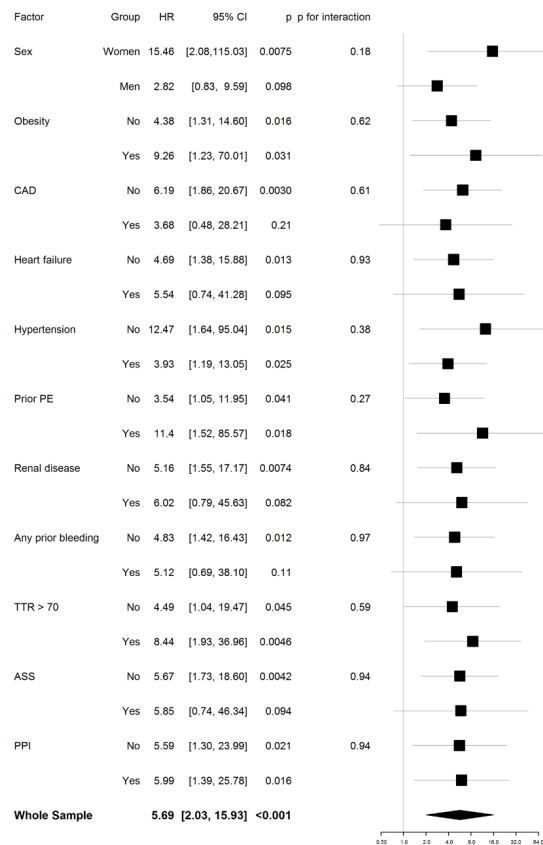 Factor Group HR 95% CI p p for interaction
Sex Women 15.46 [2.08,115.03] 0.0075 0.18
Men 2.82 [0.83, 9.59] 0.098
Obesity No 4.38 [1.31, 14.60] 0.016 0.62
Yes 9.26 [1.23, 70.01] 0.031
CAD No 6.19 [1.86, 20.67] 0.0030 0.61
Yes 3.68 [0.48, 28.21] 0.21
Heart failure No 4.69 [1.38, 15.88] 0.013 0.93
Yes 5.54 [0.74, 41.28] 0.095
Hypertension No 12.47 [1.64, 95.04] 0.015 0.38
Yes 3.93 [1.19, 13.05] 0.025
Prior PE No 3.54 [1.05, 11.95] 0.041 0.27
Yes 11.4 [1.52, 85.57] 0.018
Renal disease No 5.16 [1.55, 17.17] 0.0074 0.84
Yes 6.02 [0.79, 45.63] 0.082
Any prior bleeding No 4.83 [1.42, 16.43] 0.012 0.97
Yes 5.12 [0.69, 38.10] 0.11
TTR > 70 No 4.49 [1.04, 19.47] 0.045 0.59
Yes 8.44 [1.93, 36.96] 0.0046
ASS No 5.67 [1.73, 18.60] 0.0042 0.94
Yes 5.85 [0.74, 46.34] 0.094
PPI No 5.59 [1.30, 23.99] 0.021 0.94
Yes 5.99 [1.39, 25.78] 0.016
Whole Sample 5.69 [2.03, 15.93] <0.001
0.50 1.0 2.0 4.0 8.0 16.0 32.0 64.0